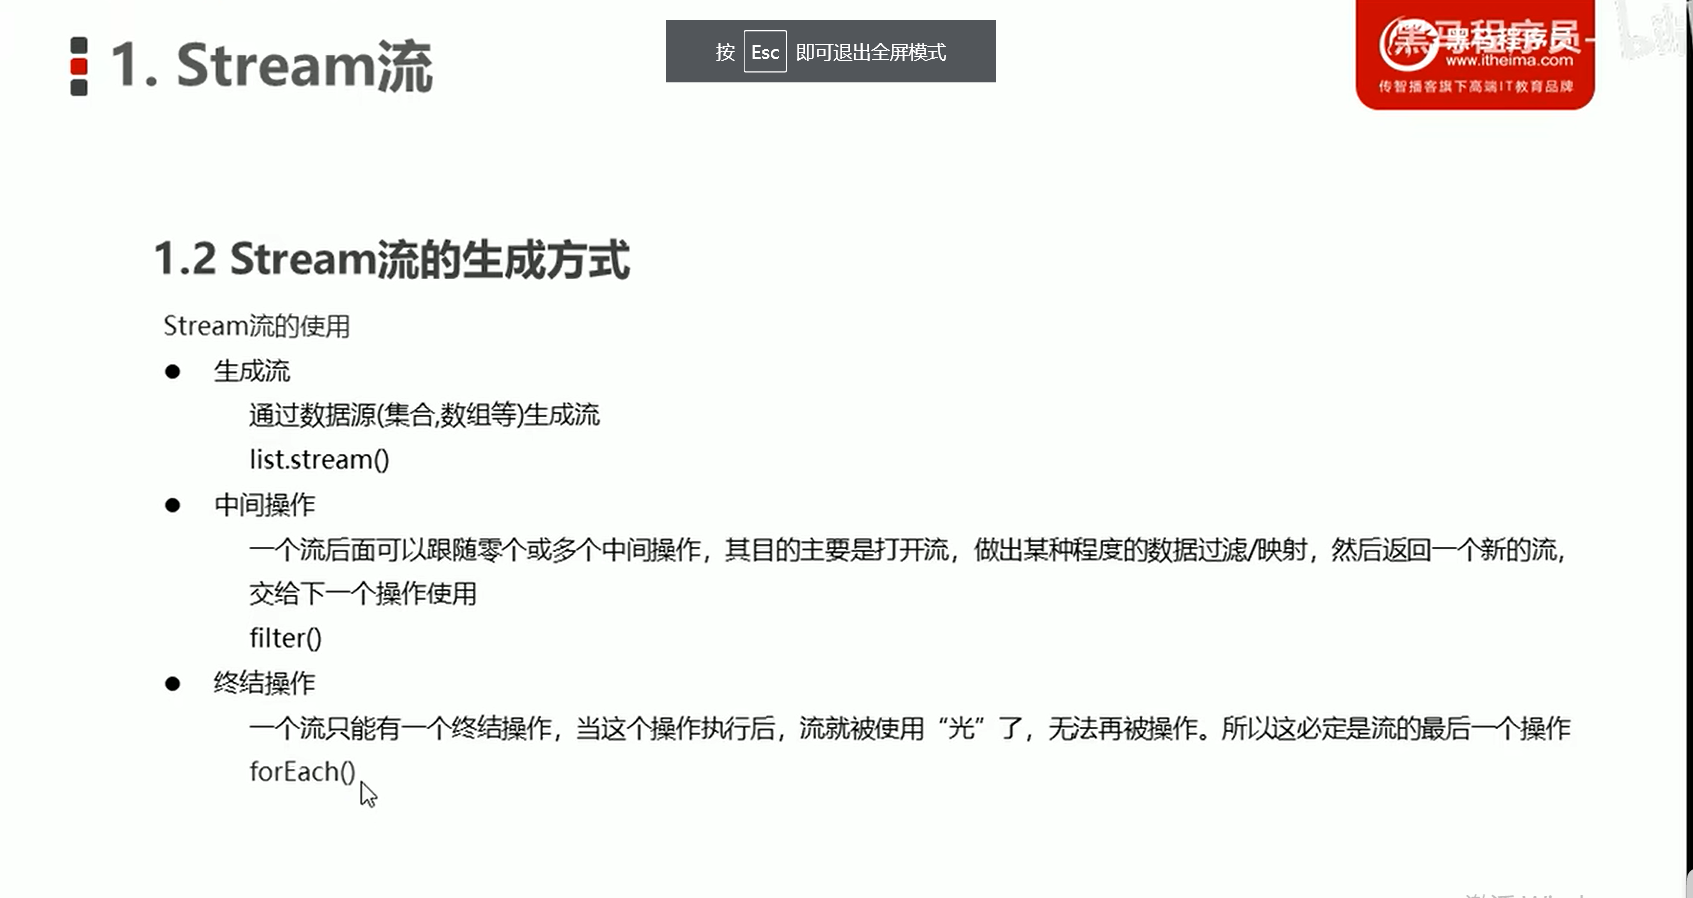 1. Stream流
按 Esc 即可退出全屏模式
黑马程序员
www.itheima.com
传智播客旗下高端IT教育品牌
1.2 Stream流的生成方式
Stream流的使用
● 生成流
通过数据源(集合,数组等)生成流
list.stream()
● 中间操作
一个流后面可以跟随零个或多个中间操作，其目的主要是打开流，做出某种程度的数据过滤/映射，然后返回一个新的流，
交给下一个操作使用
filter()
● 终结操作
一个流只能有一个终结操作，当这个操作执行后，流就被使用“光”了，无法再被操作。所以这必定是流的最后一个操作
forEach()